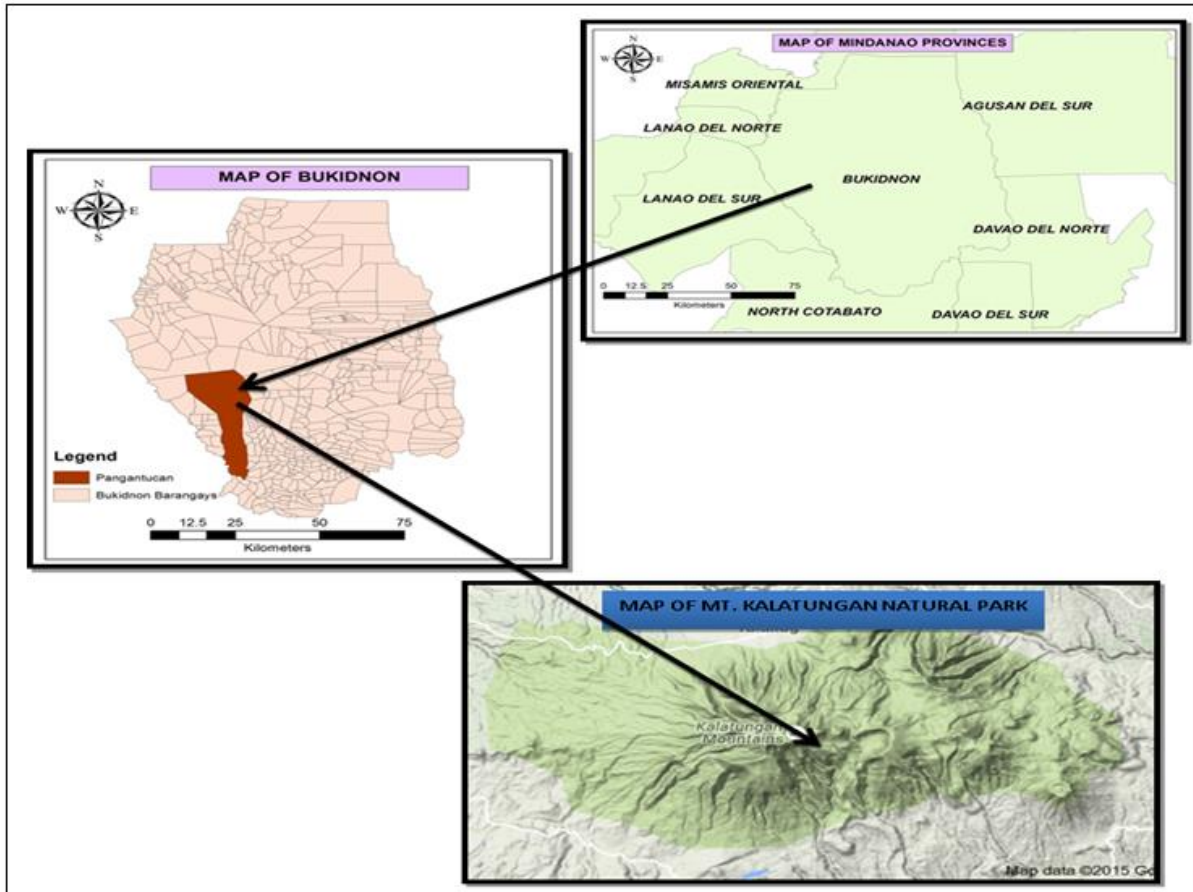 MAP OF MINDANAO PROVINCES
N
W E
S
MISAMIS ORIENTAL
AGUSAN DEL SUR
LANAO DEL NORTE
BUKIDNON
LANAO DEL SUR
DAVAO DEL NORTE
0 12.5 25 50 75
Kilometers
NORTH COTABATO
DAVAO DEL SUR
MAP OF BUKIDNON
N
W E
S
Legend
Pangantucan
Bukidnon Barangays
0 12.5 25 50 75
Kilometers
MAP OF MT. KALATUNGAN NATURAL PARK
Kalatungan
Mountains
Map data ©2015 Go